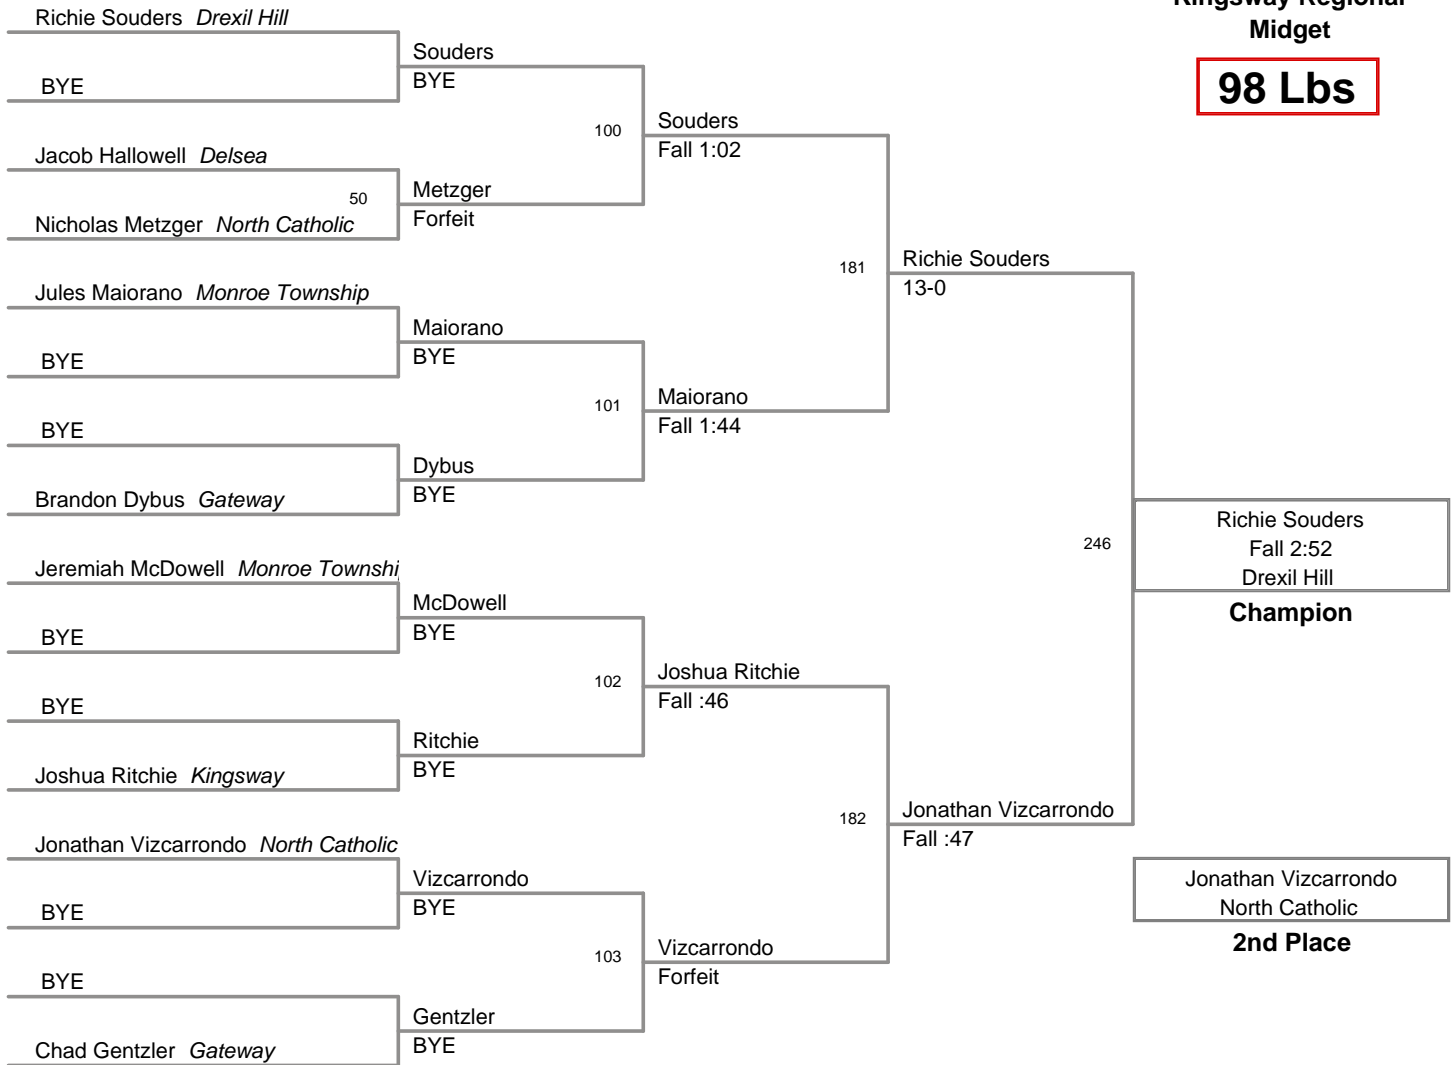 Kingsway Regional
Midget
98 Lbs
Richie Souders Drexil Hill
BYE
Jacob Hallowell Delsea
50
Nicholas Metzger North Catholic
Jules Maiorano Monroe Township
BYE
BYE
Brandon Dybus Gateway
Jeremiah McDowell Monroe Townshi
BYE
BYE
Joshua Ritchie Kingsway
Jonathan Vizcarrondo North Catholic
BYE
BYE
Chad Gentzler Gateway
Souders
BYE
100
Metzger
Forfeit
Maiorano
BYE
101
Dybus
BYE
McDowell
BYE
102
Ritchie
BYE
Vizcarrondo
BYE
103
Gentzler
BYE
Souders
Fall 1:02
181
Maiorano
Fall 1:44
Joshua Ritchie
Fall :46
182
Vizcarrondo
Forfeit
Richie Souders
13-0
246
Jonathan Vizcarrondo
Fall :47
Richie Souders
Fall 2:52
Drexil Hill
Champion
Jonathan Vizcarrondo
North Catholic
2nd Place